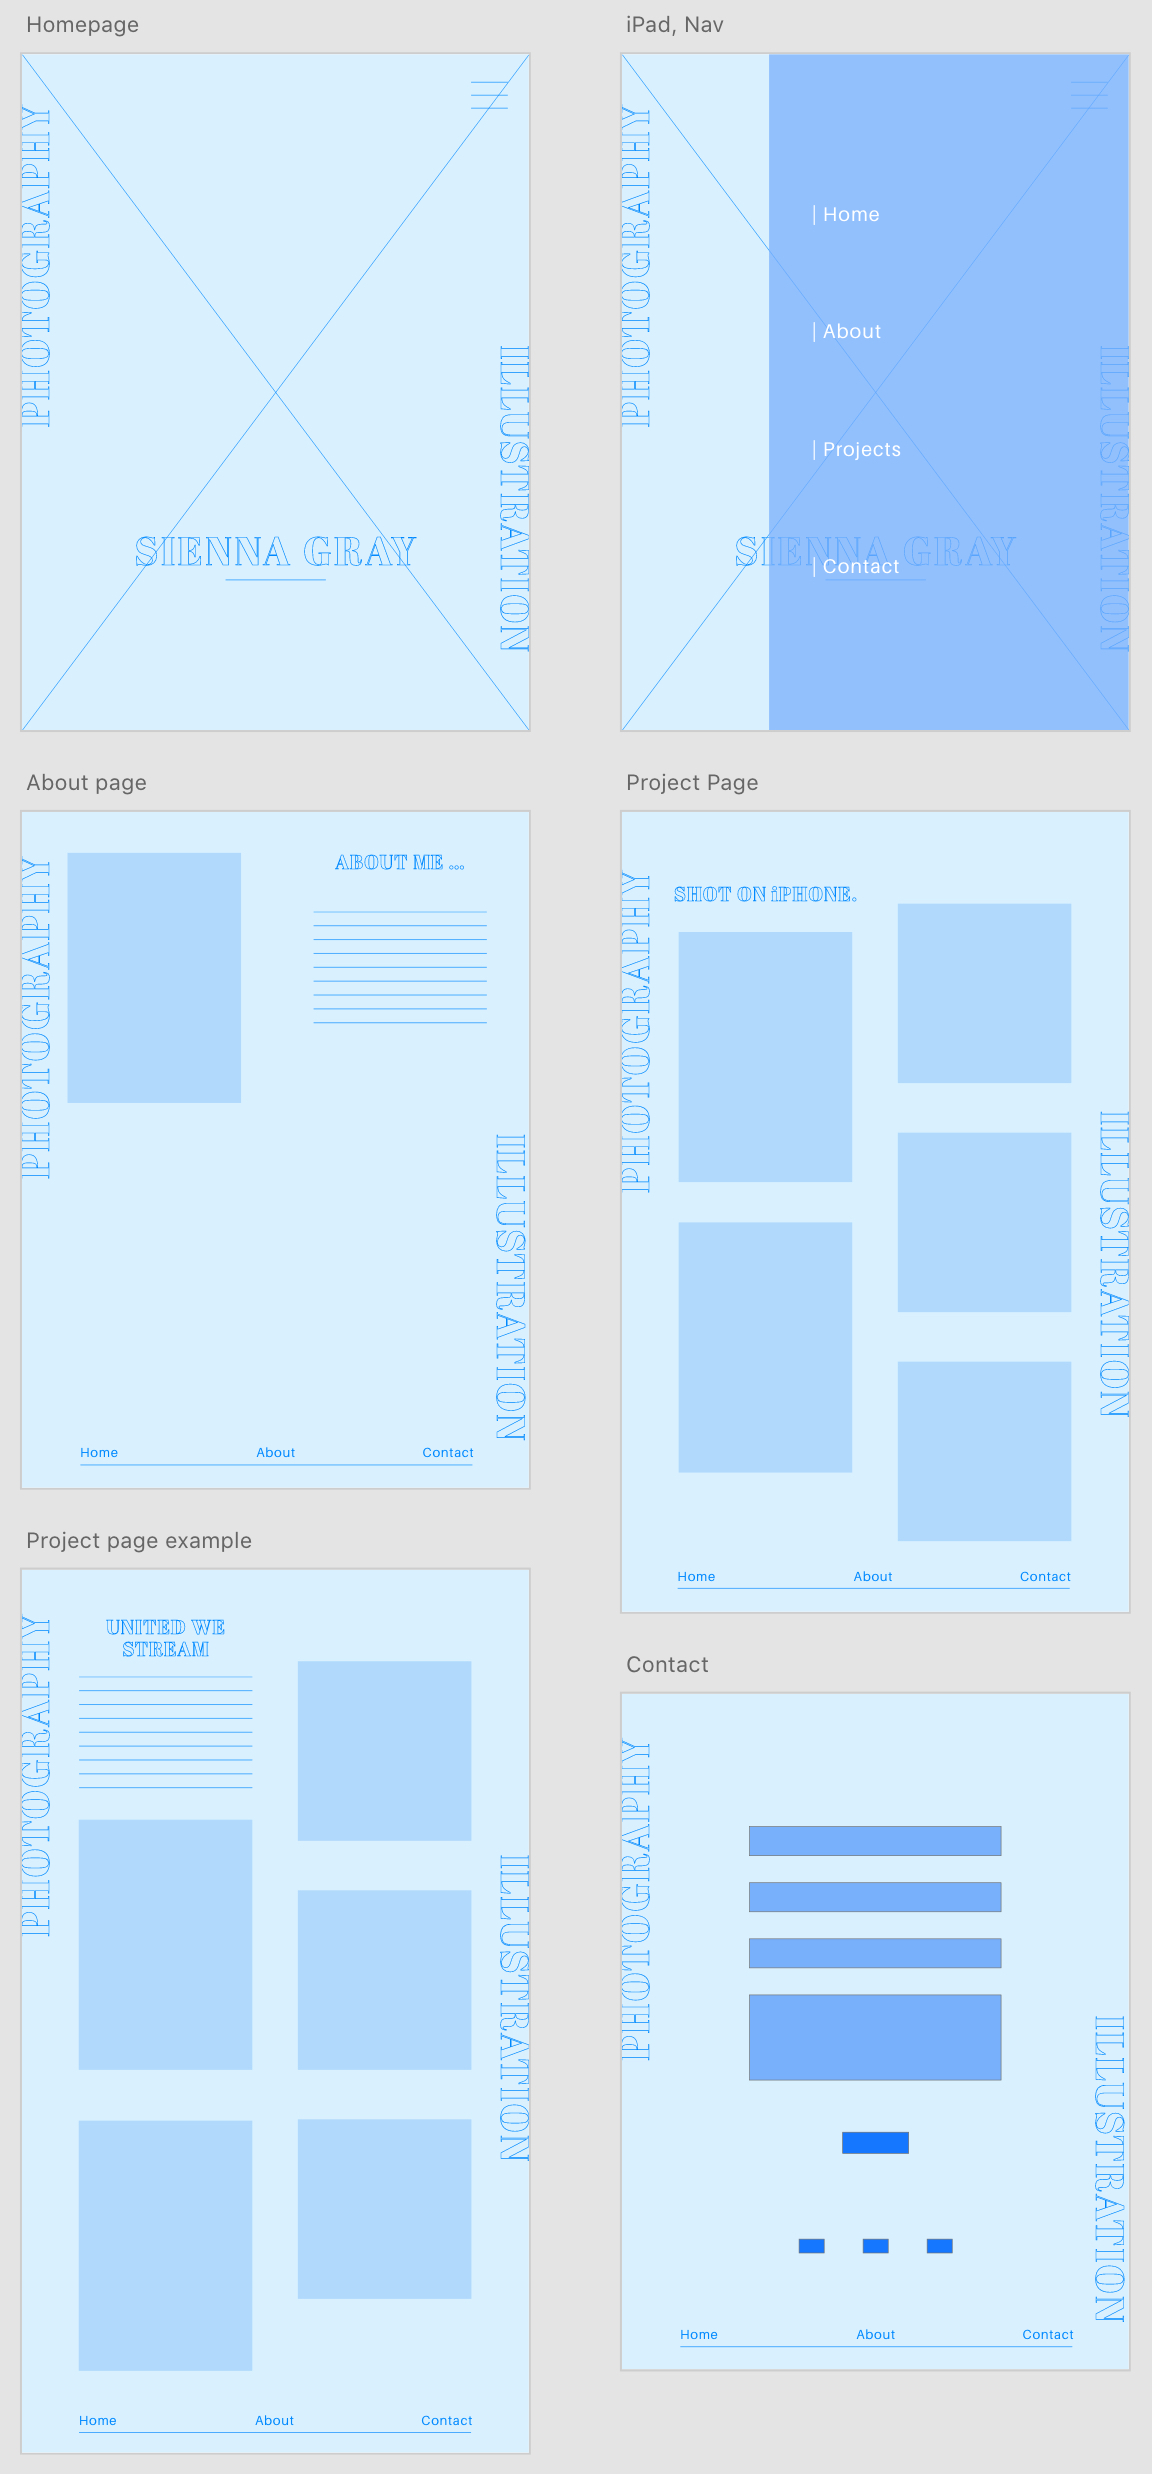 Homepage
PHOTOGRAPHY
ILLUSTRATION
SIENNA GRAY
iPad, Nav
PHOTOGRAPHY
Home
About
Projects
SIENNA GRAY
Contact
ILLUSTRATION
About page
PHOTOGRAPHY
ABOUT ME ...
ILLUSTRATION
Home About Contact
Project Page
PHOTOGRAPHY
SHOT ON iPHONE.
ILLUSTRATION
Home About Contact
Project page example
PHOTOGRAPHY
UNITED WE
STREAM
ILLUSTRATION
Home About Contact
Contact
PHOTOGRAPHY
ILLUSTRATION
Home About Contact